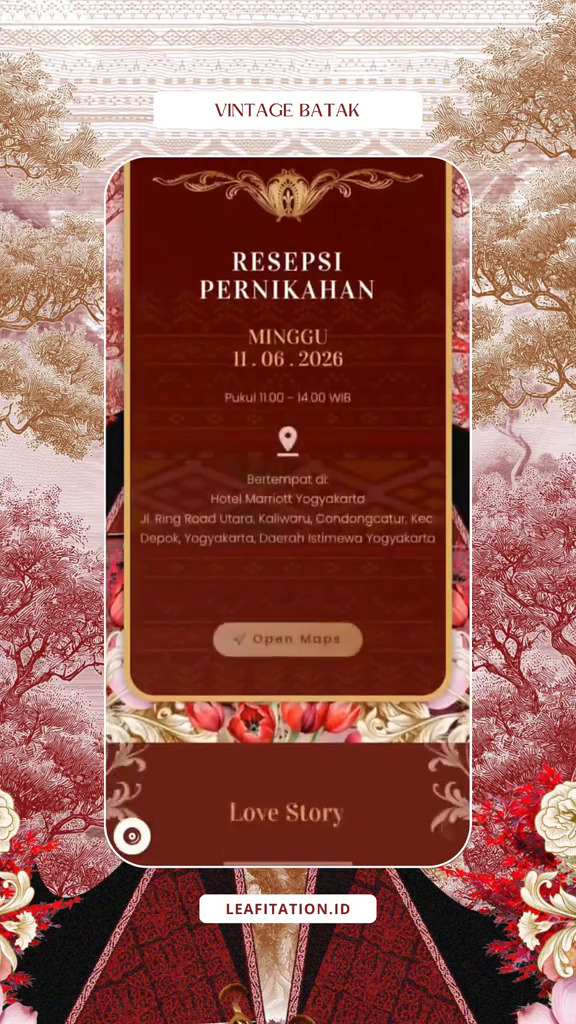 VINTAGE BATAK
RESEPSI
PERNIKAHAN
MINGGU
11 . 06 . 2026
Pukul 11.00 - 14.00 WIB
Bertempat di:
Hotel Marriott Yogyakarta
Jl. Ring Road Utara, Kaliwaru, Condongcatur, Kec
Depok, Yogyakarta, Daerah Istimewa Yogyakarta
Open Maps
Love Story
LEAFITATION.ID